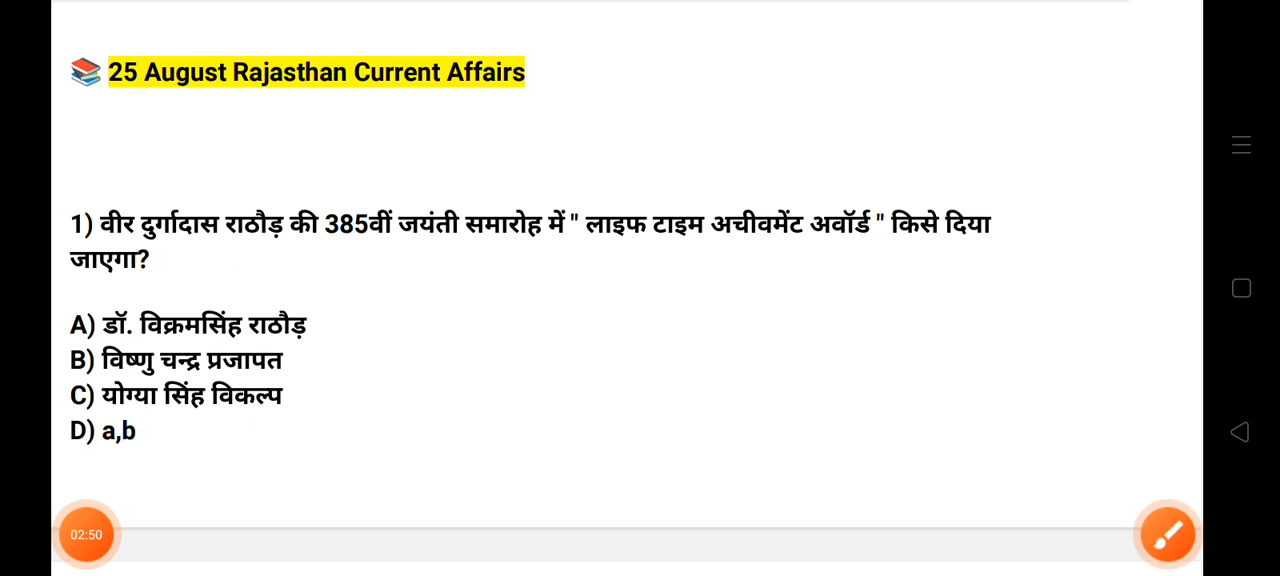 25 August Rajasthan Current Affairs
1) वीर दुर्गादास राठौड़ की 385वीं जयंती समारोह में " लाइफ टाइम अचीवमेंट अवॉर्ड " किसे दिया
जाएगा?
A) डॉ. विक्रमसिंह राठौड़
B) विष्णु चन्द्र प्रजापत
C) योग्या सिंह विकल्प
D) a,b
02:50